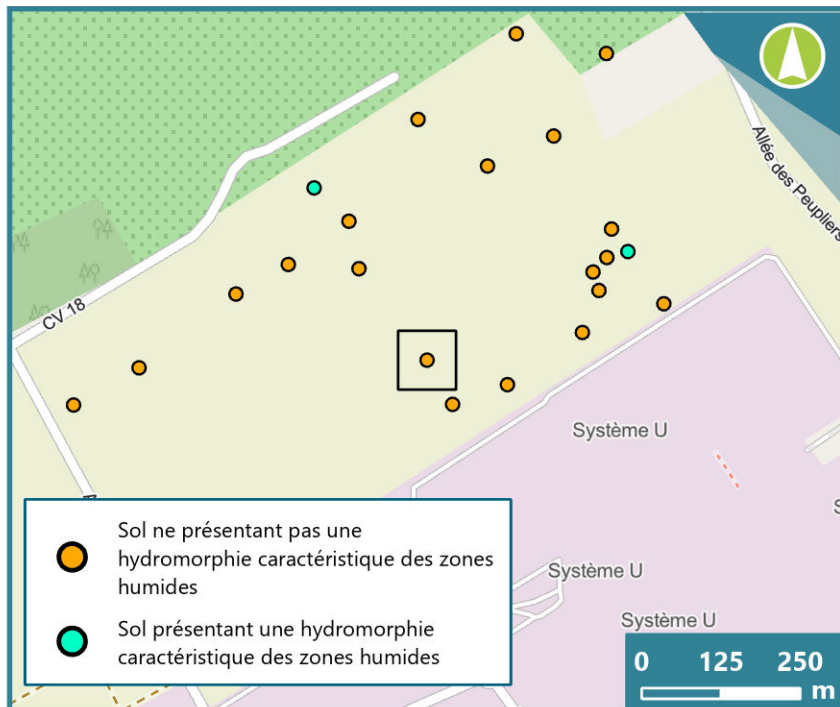 Allée des Peupliers
CV 18
Système U
Système U
Système U
Sol ne présentant pas une
hydromorphie caractéristique des zones
humides
Sol présentant une hydromorphie
caractéristique des zones humides
0 125 250
m